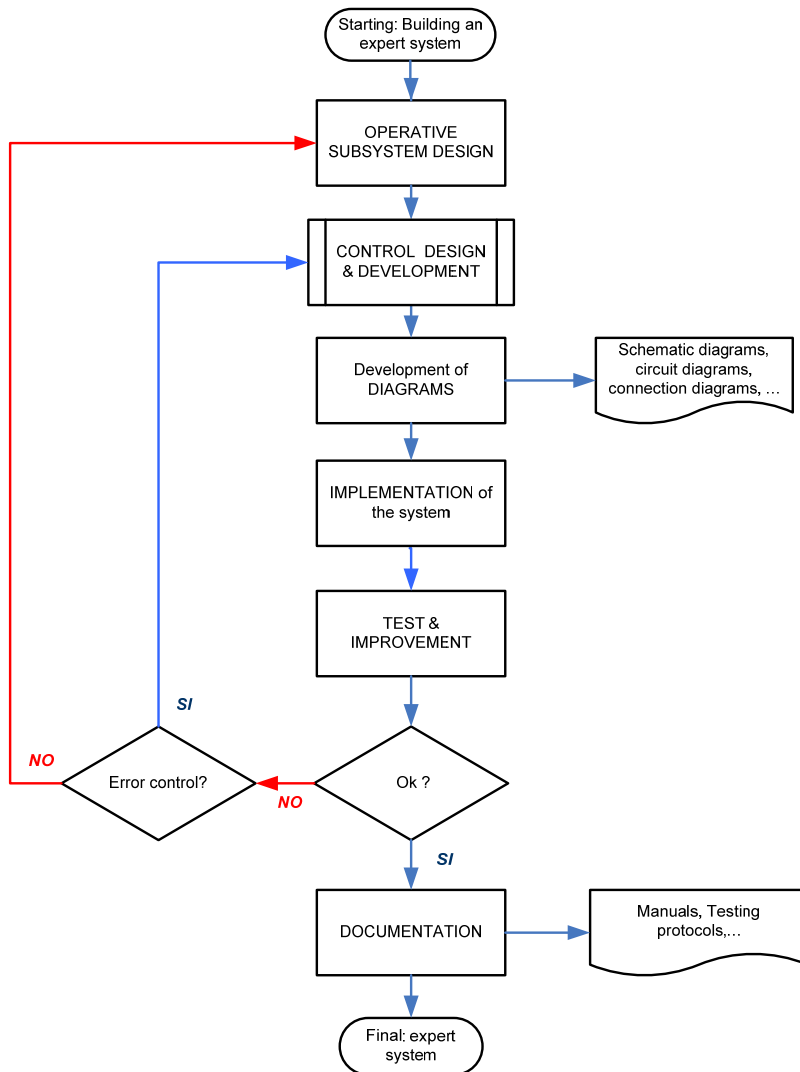 Starting: Building an
expert system
OPERATIVE
SUBSYSTEM DESIGN
CONTROL DESIGN
& DEVELOPMENT
Development of
DIAGRAMS
Schematic diagrams,
circuit diagrams,
connection diagrams, ...
IMPLEMENTATION of
the system
TEST &
IMPROVEMENT
SI
NO
Error control?
NO
Ok ?
SI
DOCUMENTATION
Manuals, Testing
protocols,...
Final: expert
system